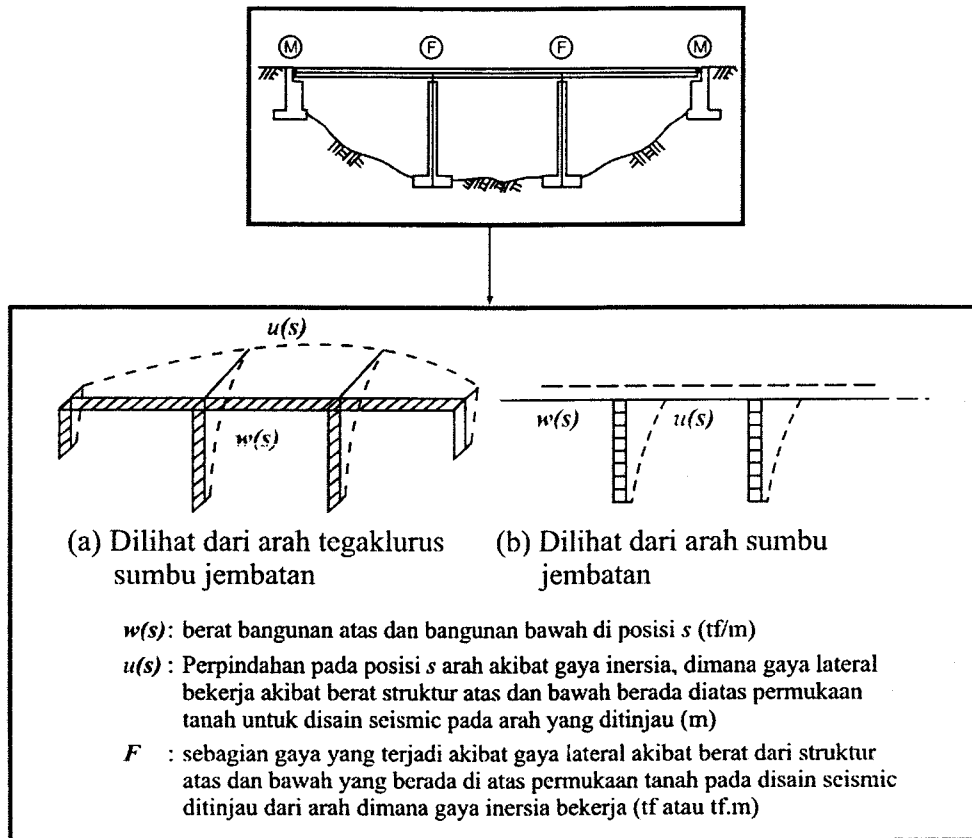 M F F M
u(s)
w(s)
w(s) u(s)
(a) Dilihat dari arah tegaklurus
sumbu jembatan
(b) Dilihat dari arah sumbu
jembatan
w(s): berat bangunan atas dan bangunan bawah di posisi s (tf/m)
u(s) : Perpindahan pada posisi s arah akibat gaya inersia, dimana gaya lateral
bekerja akibat berat struktur atas dan bawah berada diatas permukaan
tanah untuk disain seismic pada arah yang ditinjau (m)
F : sebagian gaya yang terjadi akibat gaya lateral akibat berat dari struktur
atas dan bawah yang berada di atas permukaan tanah pada disain seismic
ditinjau dari arah dimana gaya inersia bekerja (tf atau tf.m)